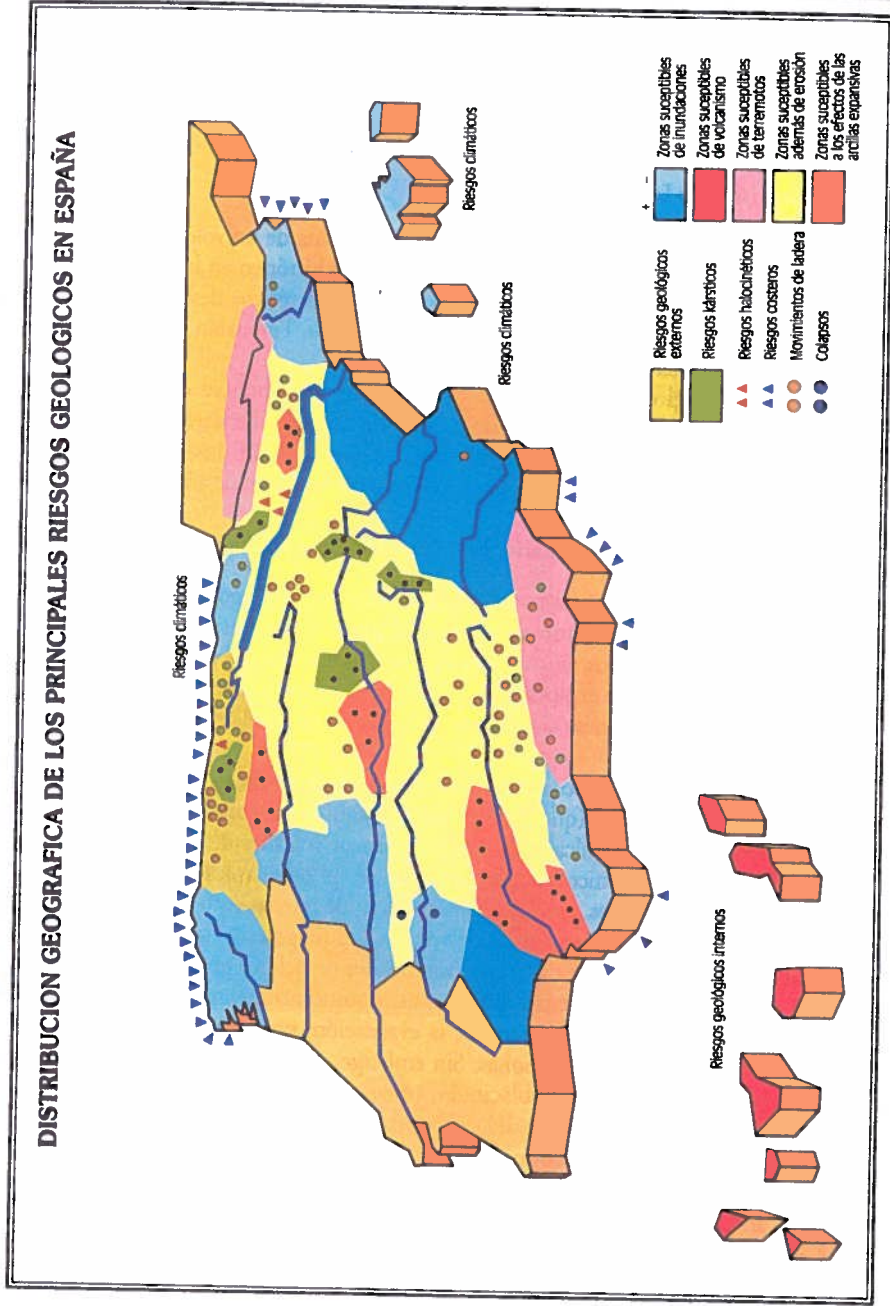 DISTRIBUCION GEOGRAFICA DE LOS PRINCIPALES RIESGOS GEOLOGICOS EN ESPAÑA
Riesgos climáticos
Riesgos climáticos
Riesgos climáticos
Riesgos geológicos internos
Riesgos geológicos
externos
Riesgos kársticos
Riesgos halocinéticos
Riesgos costeros
Movimientos de ladera
Colapsos
+ -
Zonas suceptibles
de inundaciones
Zonas suceptibles
de volcanismo
Zonas suceptibles
de terremotos
Zonas suceptibles
además de erosión
Zonas suceptibles
a los efectos de las
arcillas expansivas